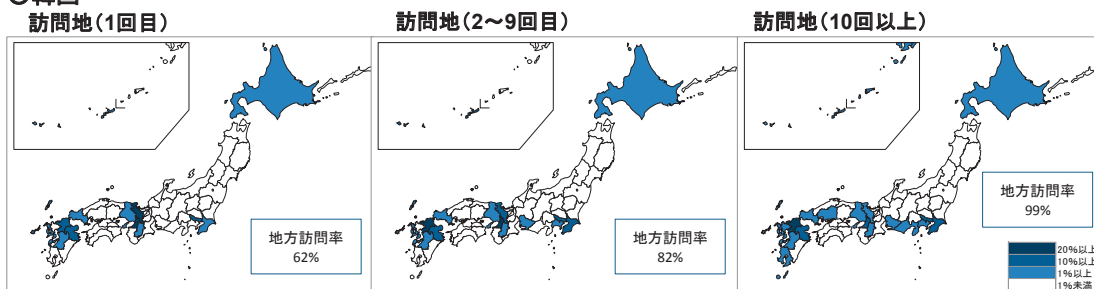 訪問地（1回目）
訪問地（2～9回目）
訪問地（10回以上）
地方訪問率
62%
地方訪問率
82%
地方訪問率
99%
20%以上
10%以上
1%以上
1%未満